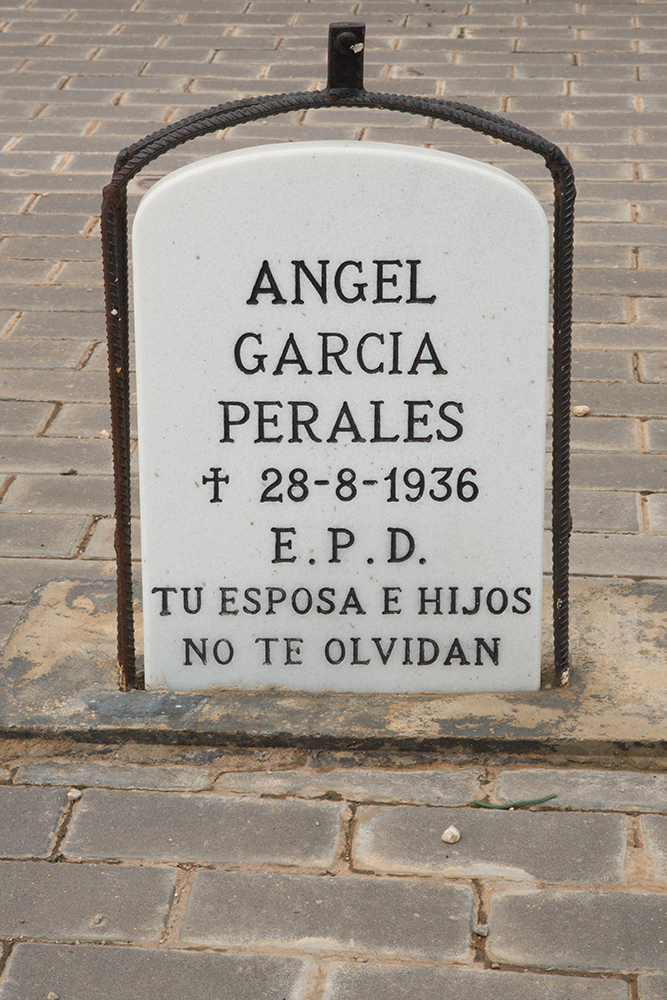 ANGEL
GARCIA
PERALES
✝ 28-8-1936
E.P.D.
TU ESPOSA E HIJOS
NO TE OLVIDAN